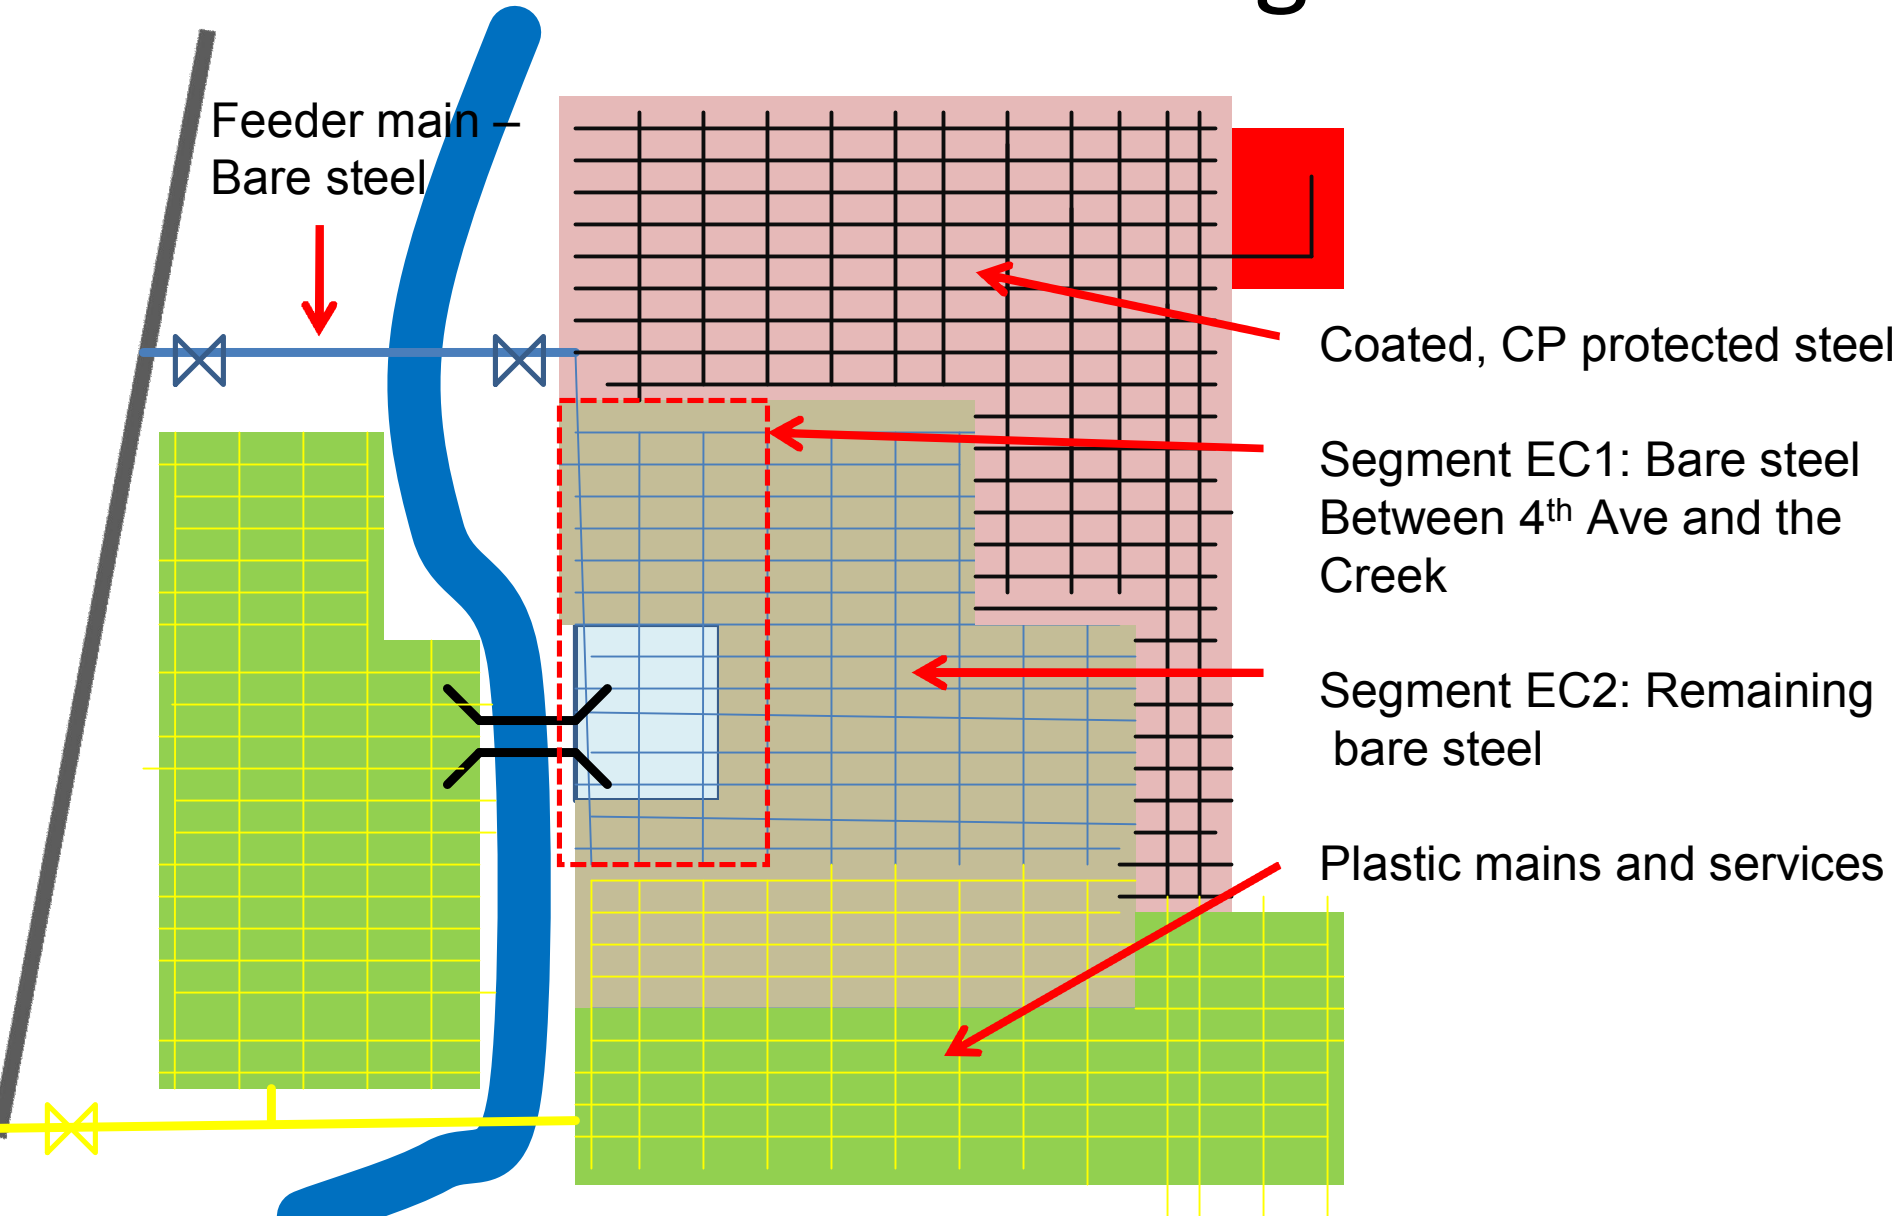 Feeder main –
Bare steel
Coated, CP protected steel
Segment EC1: Bare steel
Between 4th Ave and the
Creek
Segment EC2: Remaining
bare steel
Plastic mains and services